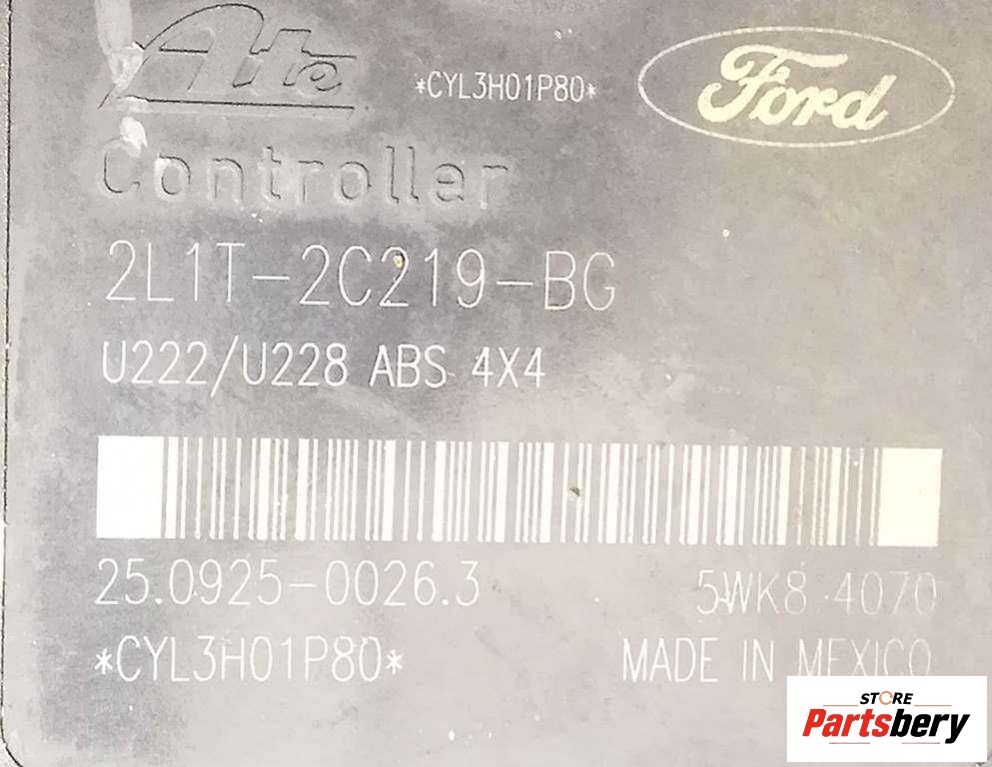 Ate *CYL3H01P80* Ford
Controller
2L1T-2C219-BG
U222/U228 ABS 4X4
25.0925-0026.3 5WK8 4070
*CYL3H01P80* MADE IN MEXICO
STORE
Partsbery